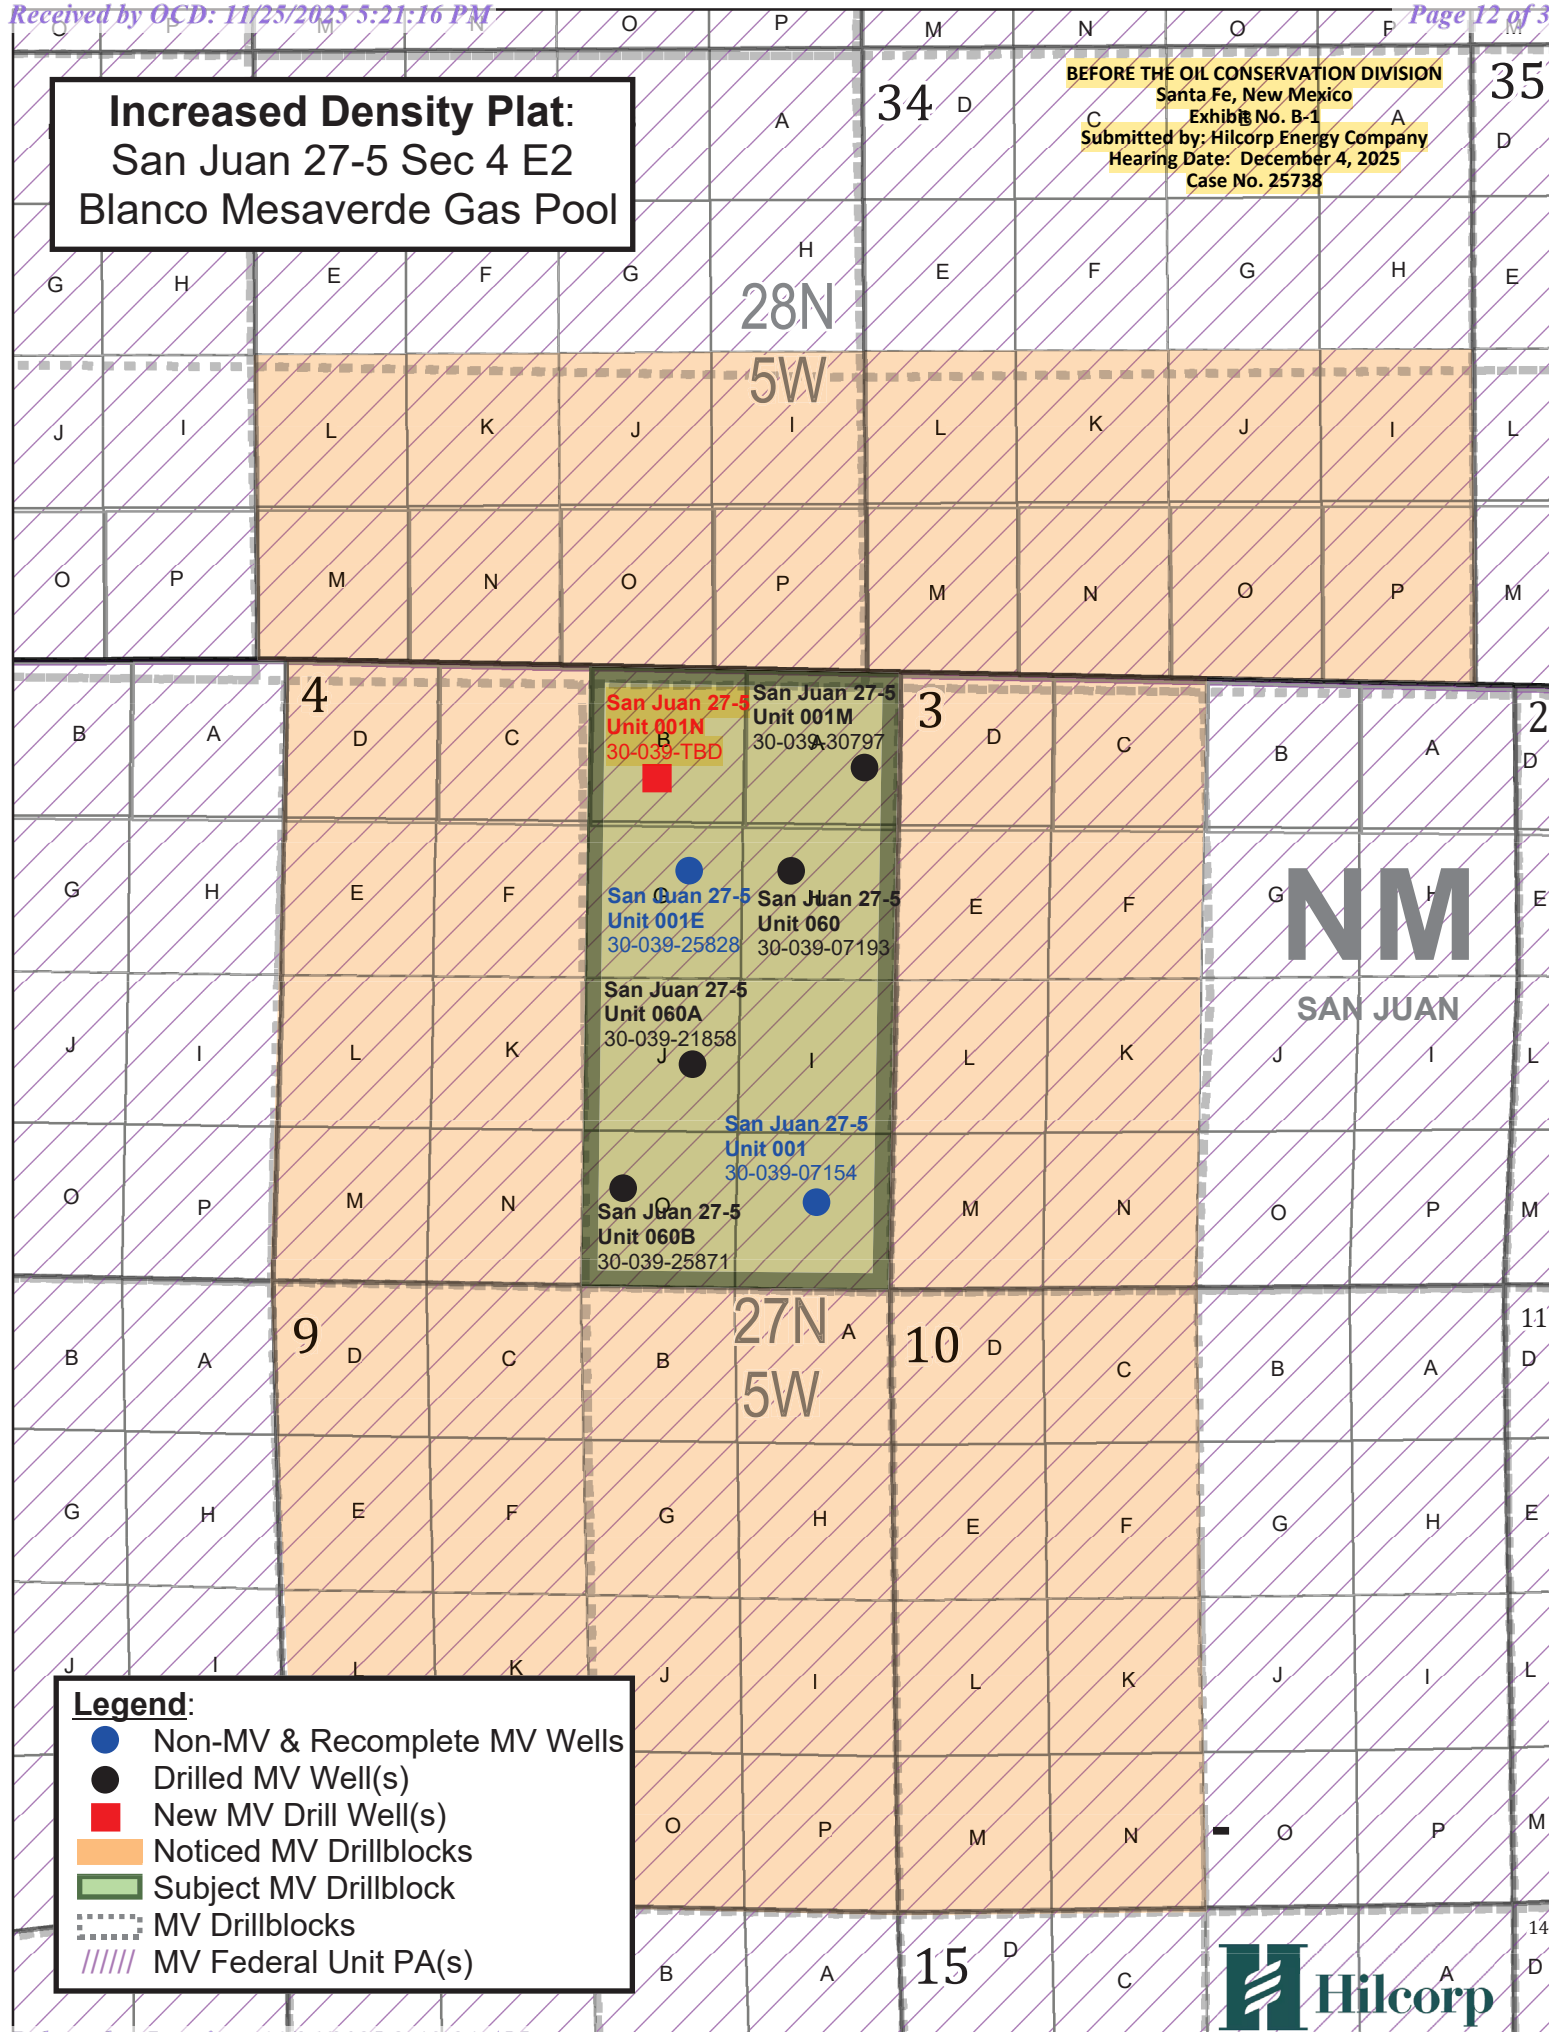 Received by OCD: 11/25/2025 5:21:16 PM
Page 12 of 3
O P M N O P M N O P M
Increased Density Plat:
San Juan 27-5 Sec 4 E2
Blanco Mesaverde Gas Pool
BEFORE THE OIL CONSERVATION DIVISION
Santa Fe, New Mexico
Exhibit No. B-1
Submitted by: Hilcorp Energy Company
Hearing Date: December 4, 2025
Case No. 25738
A 34 D C B A 35 D
G H E F G H E F G H E
28N
5W
J I L K J I L K J I L
O P M N O P M N O P M
4 3 2
B A D C B A D C B A D
San Juan 27-5
Unit 001N
30-039-TBD
San Juan 27-5
Unit 001M
30-039-30797
G H E F G H E F G H E
San Juan 27-5
Unit 001E
30-039-25828
San Juan 27-5
Unit 060
30-039-07193
NM
SAN JUAN
San Juan 27-5
Unit 060A
30-039-21858
J I L K J I L K J I L
San Juan 27-5
Unit 001
30-039-07154
O P M N O M N O P M
San Juan 27-5
Unit 060B
30-039-25871
27N
5W
9 10 11
B A D C B A D C B A D
G H E F G H E F G H E
J I L K J I L K J I L
O P M N O P M
Legend:
Non-MV & Recomplete MV Wells
Drilled MV Well(s)
New MV Drill Well(s)
Noticed MV Drillblocks
Subject MV Drillblock
MV Drillblocks
MV Federal Unit PA(s)
B A 15 D C A 14 D
Hilcorp